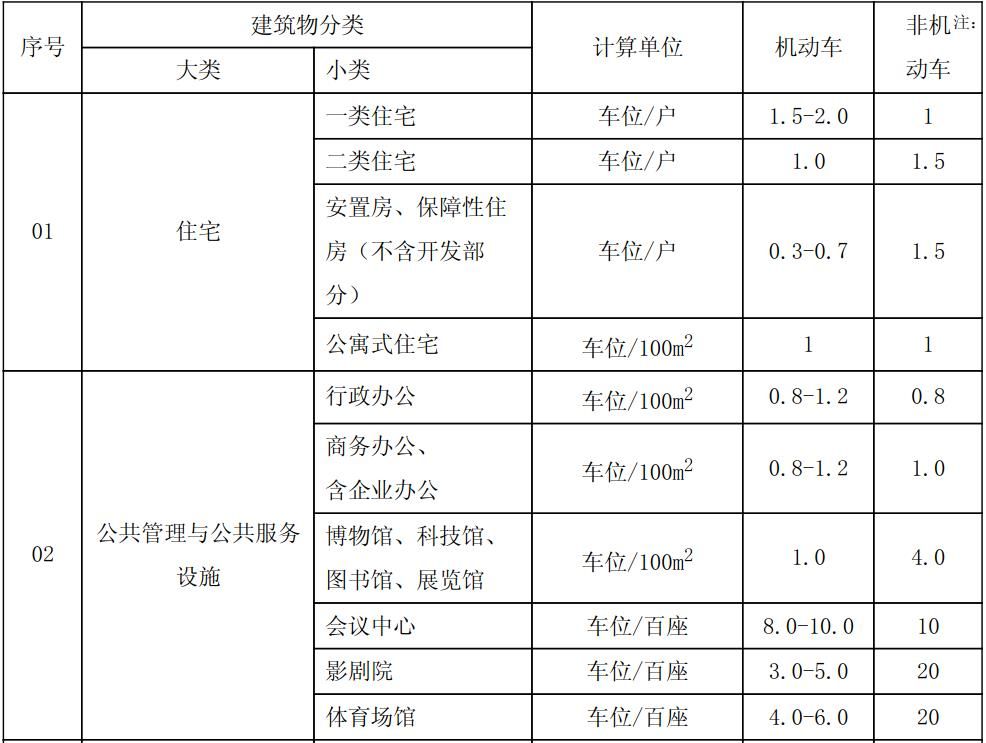 序号 建筑物分类 计算单位 机动车 非机注：
动车
大类 小类
01 住宅 一类住宅 车位/户 1.5-2.0 1
二类住宅 车位/户 1.0 1.5
安置房、保障性住
房（不含开发部
分） 车位/户 0.3-0.7 1.5
公寓式住宅 车位/100m² 1 1
02 公共管理与公共服务
设施 行政办公 车位/100m² 0.8-1.2 0.8
商务办公、
含企业办公 车位/100m² 0.8-1.2 1.0
博物馆、科技馆、
图书馆、展览馆 车位/100m² 1.0 4.0
会议中心 车位/百座 8.0-10.0 10
影剧院 车位/百座 3.0-5.0 20
体育场馆 车位/百座 4.0-6.0 20